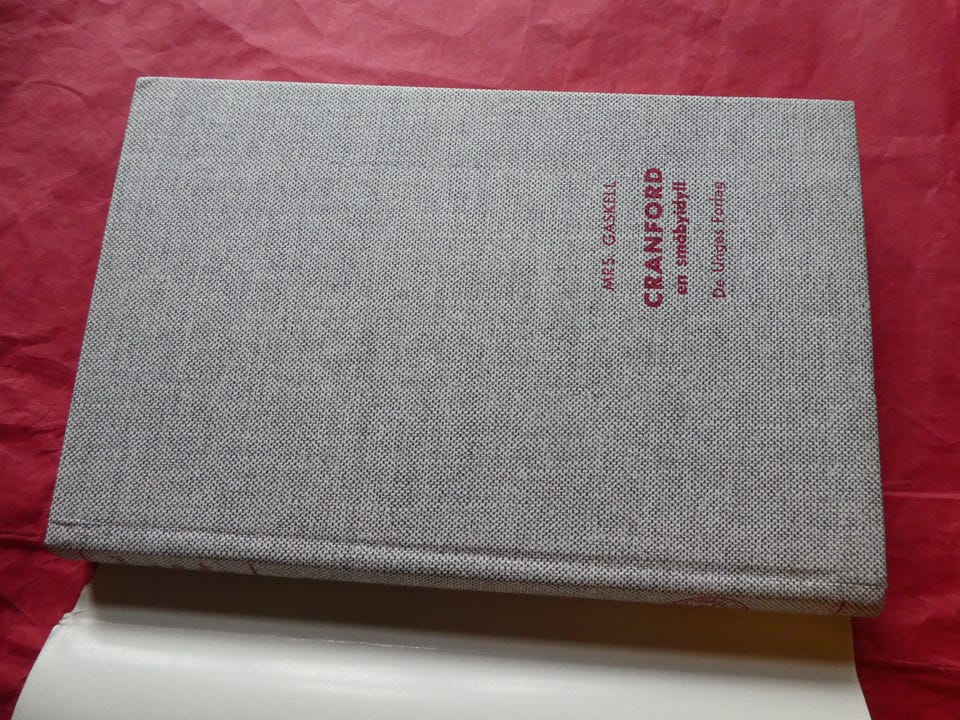 MRS. GASKELL
CRANFORD
en småbyidyll
De Unges Forlag